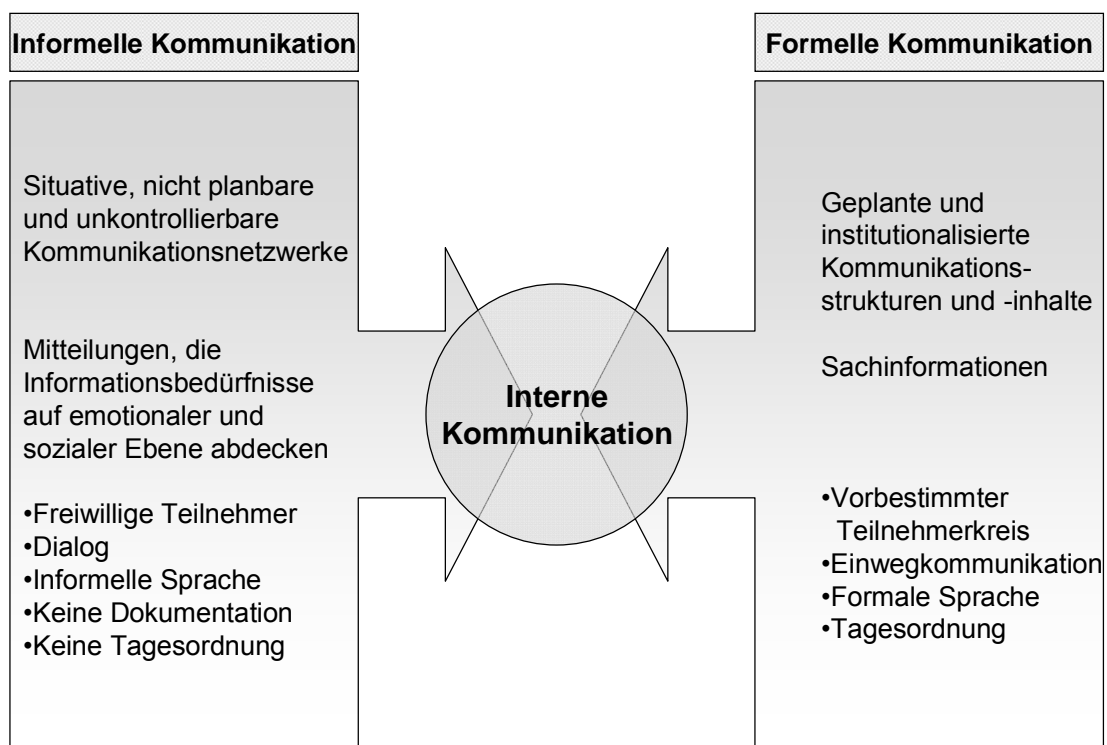 Informelle Kommunikation
Situative, nicht planbare
und unkontrollierbare
Kommunikationsnetzwerke
Mitteilungen, die
Informationsbedürfnisse
auf emotionaler und
sozialer Ebene abdecken
•Freiwillige Teilnehmer
•Dialog
•Informelle Sprache
•Keine Dokumentation
•Keine Tagesordnung
Interne
Kommunikation
Formelle Kommunikation
Geplante und
institutionalisierte
Kommunikations-
strukturen und -inhalte
Sachinformationen
•Vorbestimmter
Teilnehmerkreis
•Einwegkommunikation
•Formale Sprache
•Tagesordnung